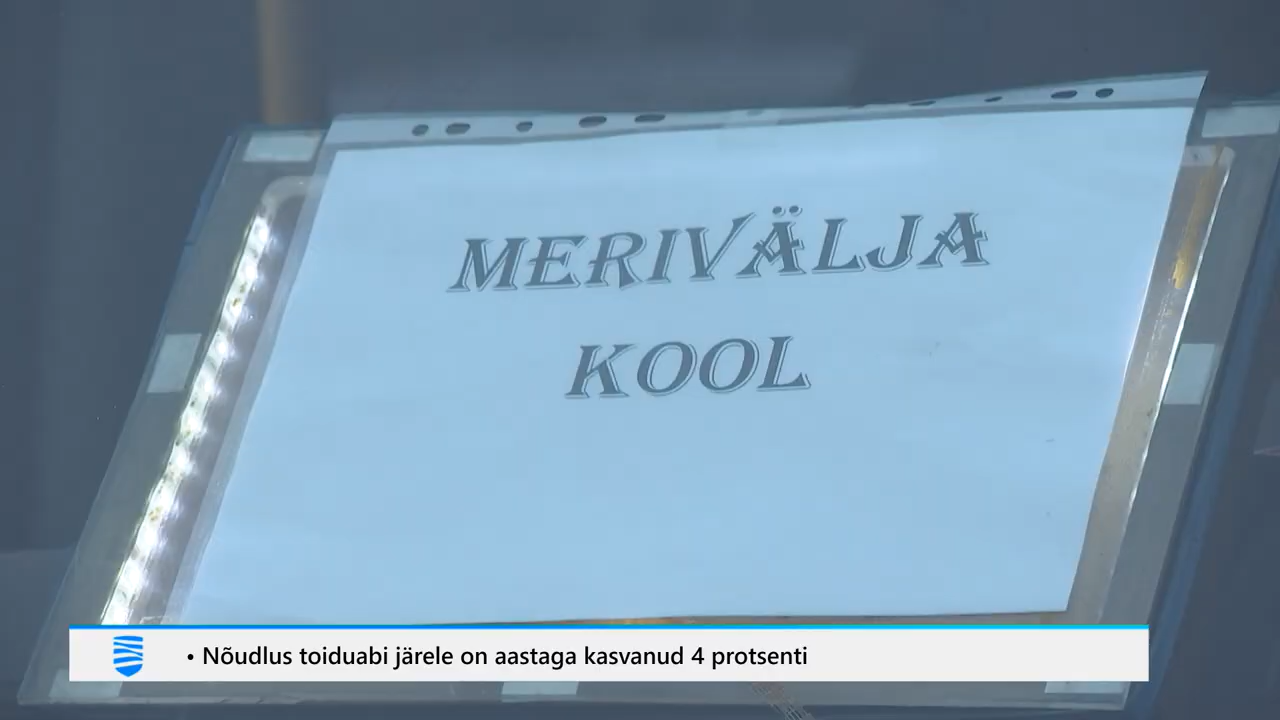 MERIVÄLJA
KOOL
• Nõudlus toiduabi järele on aastaga kasvanud 4 protsenti